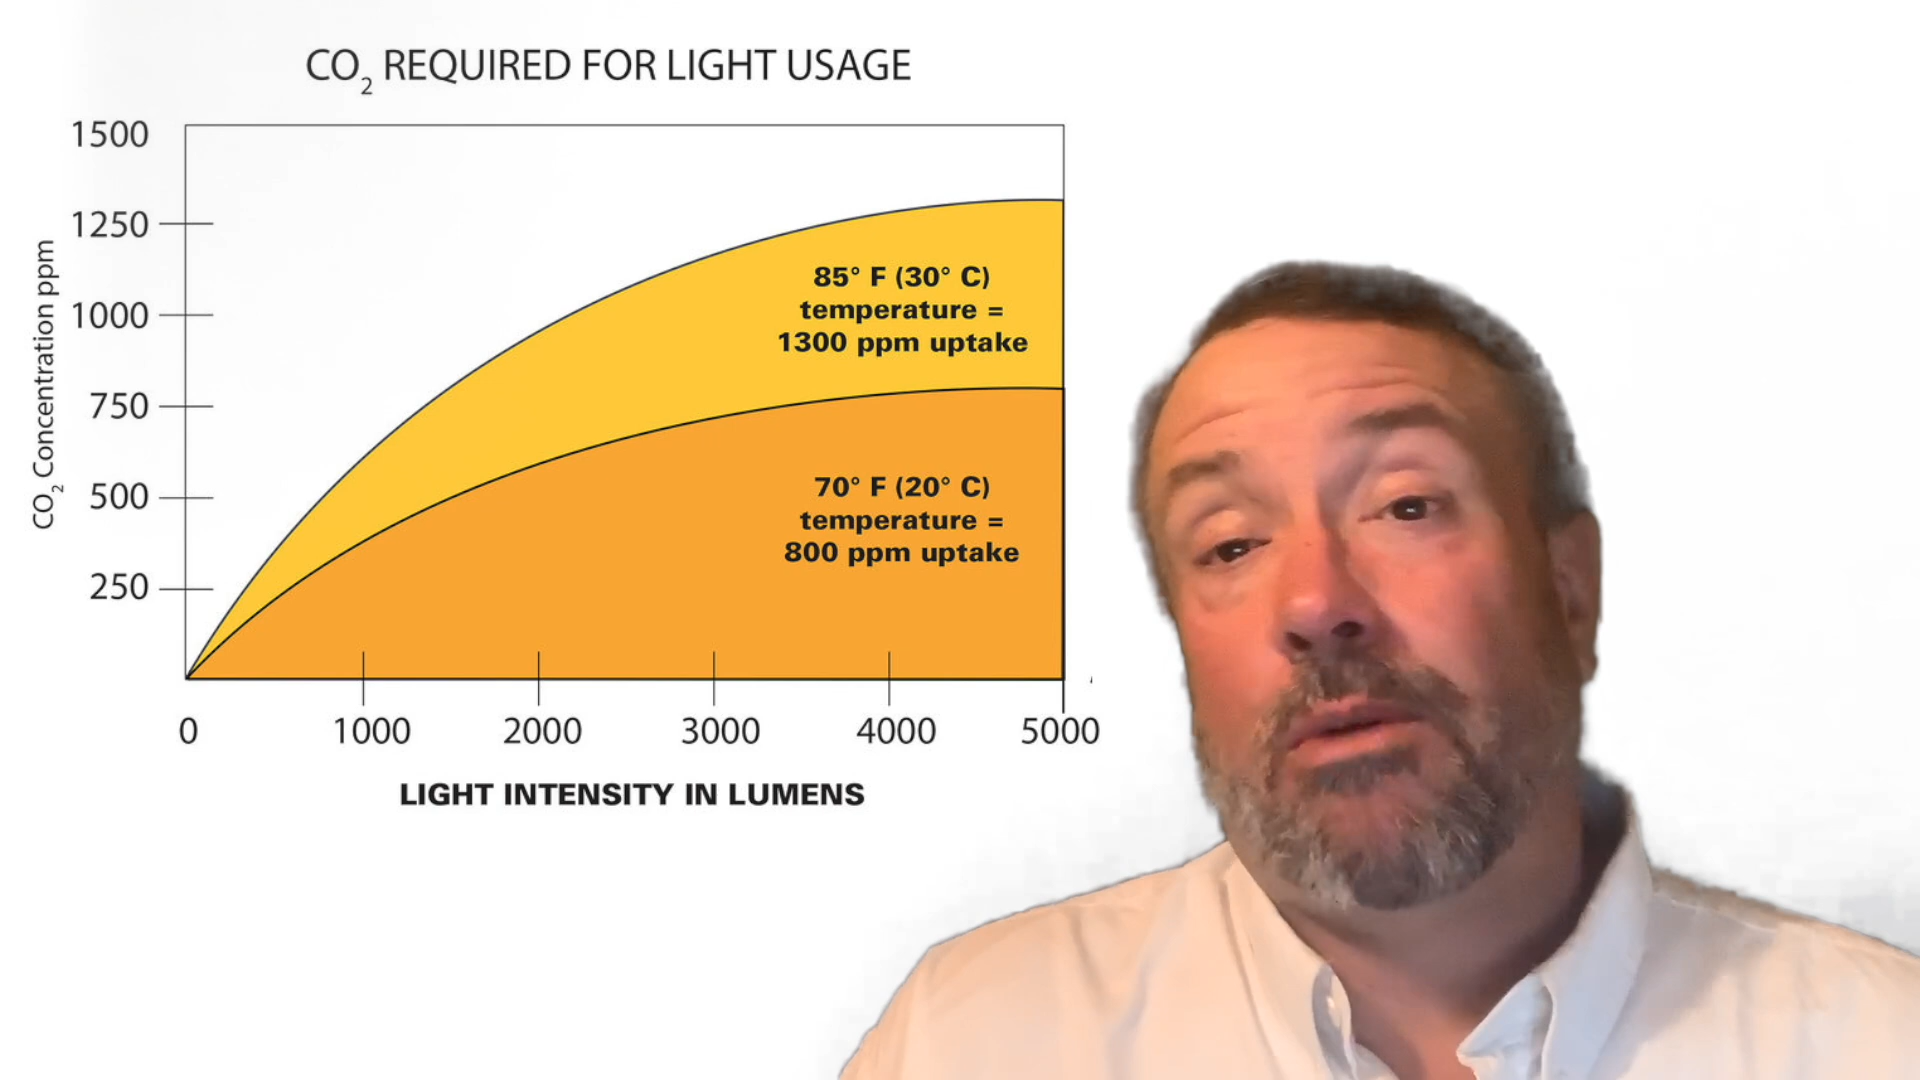 CO2 REQUIRED FOR LIGHT USAGE
1500
1250
1000
750
500
250
CO2 Concentration ppm
85° F (30° C)
temperature =
1300 ppm uptake
70° F (20° C)
temperature =
800 ppm uptake
0 1000 2000 3000 4000 5000
LIGHT INTENSITY IN LUMENS